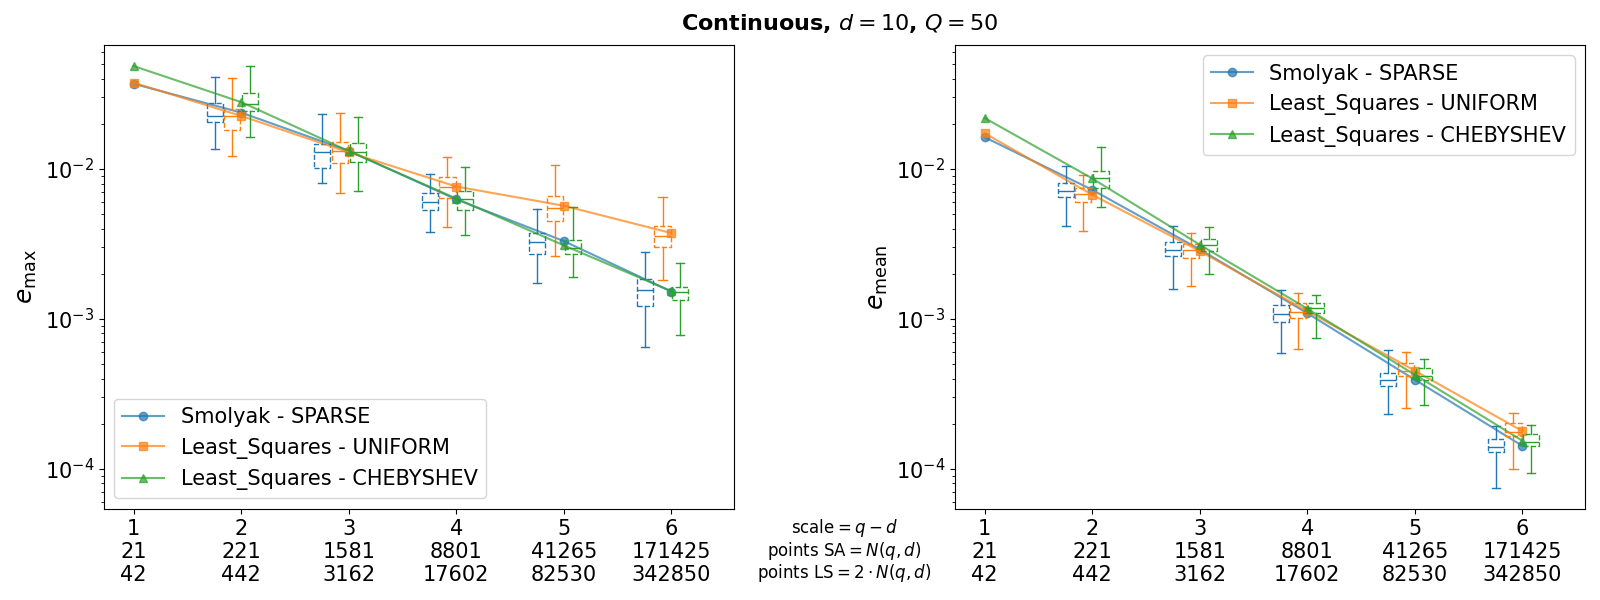 Continuous, d = 10, Q = 50
e_max
10^−2
10^−3
10^−4
Smolyak - SPARSE
Least_Squares - UNIFORM
Least_Squares - CHEBYSHEV
1 2 3 4 5 6
21 221 1581 8801 41265 171425
42 442 3162 17602 82530 342850
scale = q − d
points SA = N(q, d)
points LS = 2 · N(q, d)
e_mean
10^−2
10^−3
10^−4
Smolyak - SPARSE
Least_Squares - UNIFORM
Least_Squares - CHEBYSHEV
1 2 3 4 5 6
21 221 1581 8801 41265 171425
42 442 3162 17602 82530 342850